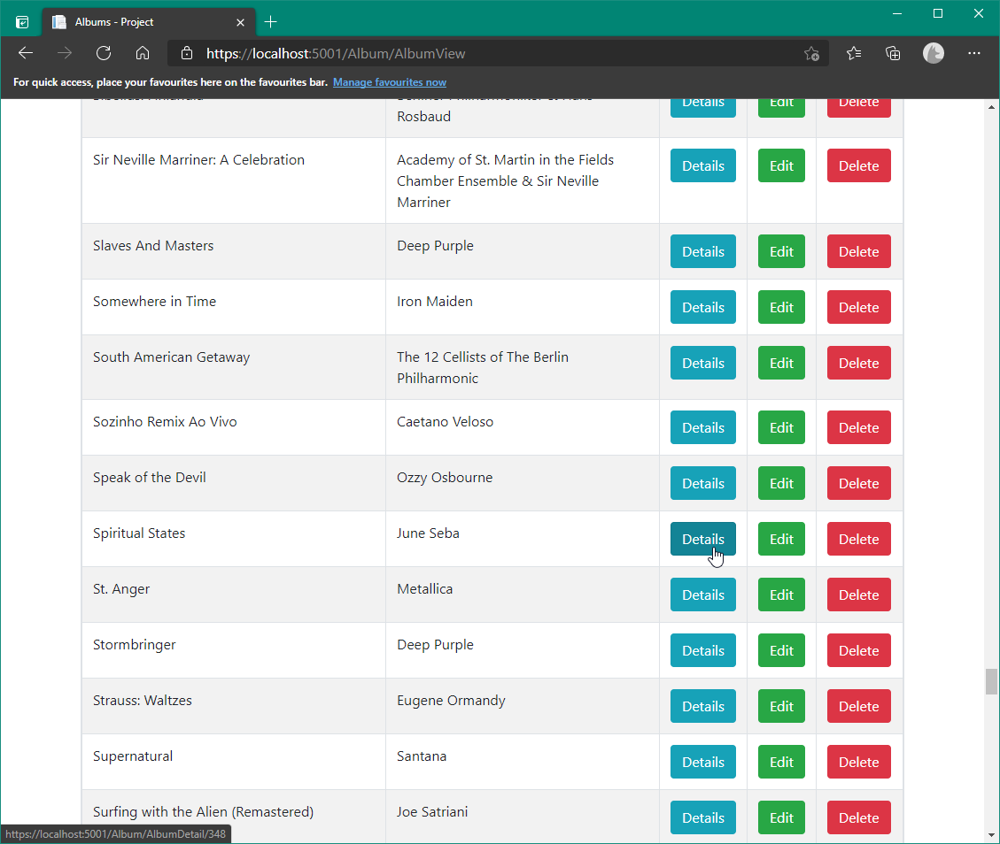 Albums - Project
https://localhost:5001/Album/AlbumView
For quick access, place your favourites here on the favourites bar. Manage favourites now
Details Edit Delete
Rosbaud
Sir Neville Marriner: A Celebration
Academy of St. Martin in the Fields
Chamber Ensemble & Sir Neville
Marriner
Details Edit Delete
Slaves And Masters Deep Purple Details Edit Delete
Somewhere in Time Iron Maiden Details Edit Delete
South American Getaway
The 12 Cellists of The Berlin
Philharmonic
Details Edit Delete
Sozinho Remix Ao Vivo Caetano Veloso Details Edit Delete
Speak of the Devil Ozzy Osbourne Details Edit Delete
Spiritual States June Seba Details Edit Delete
St. Anger Metallica Details Edit Delete
Stormbringer Deep Purple Details Edit Delete
Strauss: Waltzes Eugene Ormandy Details Edit Delete
Supernatural Santana Details Edit Delete
Surfing with the Alien (Remastered) Joe Satriani Details Edit Delete
https://localhost:5001/Album/AlbumDetail/348